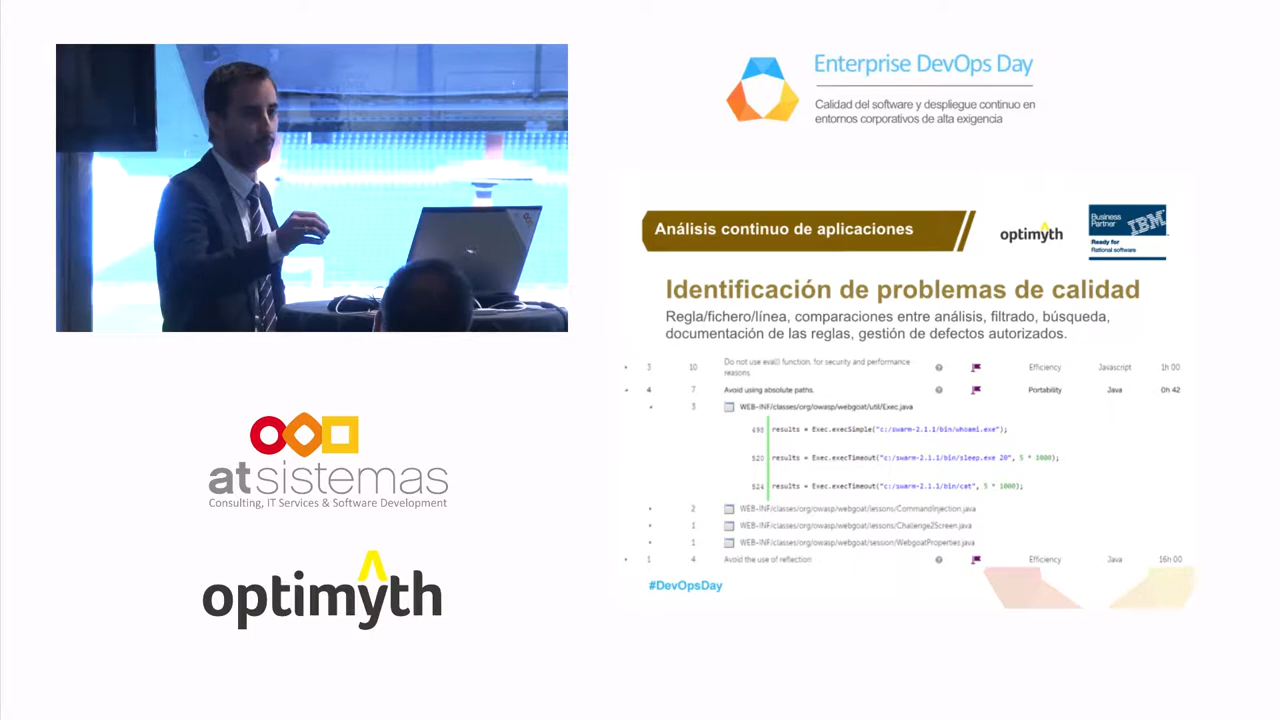 Enterprise DevOps Day
Calidad del software y despliegue continuo en
entornos corporativos de alta exigencia
Análisis continuo de aplicaciones
optimyth
Business
Partner
IBM
Ready for
Rational software
Identificación de problemas de calidad
Regla/fichero/línea, comparaciones entre análisis, filtrado, búsqueda,
documentación de las reglas, gestión de defectos autorizados.
3 10 Do not use eval() function, for security and performance reasons Efficiency Javascript 1h 00
4 7 Avoid using absolute paths. Portability Java 0h 42
3 WEB-INF/classes/org/owasp/webgoat/util/Exec.java
498 results = Exec.execSimple("c:/swarm-2.1.1/bin/whoami.exe");
520 results = Exec.execTimeout("c:/swarm-2.1.1/bin/sleep.exe 20", 5 * 1000);
524 results = Exec.execTimeout("c:/swarm-2.1.1/bin/cat", 5 * 1000);
2 WEB-INF/classes/org/owasp/webgoat/lessons/CommandInjection.java
1 WEB-INF/classes/org/owasp/webgoat/lessons/Challenge2Screen.java
1 WEB-INF/classes/org/owasp/webgoat/session/WebgoatProperties.java
1 4 Avoid the use of reflection Efficiency Java 16h 00
#DevOpsDay
atsistemas
Consulting, IT Services & Software Development
optimyth